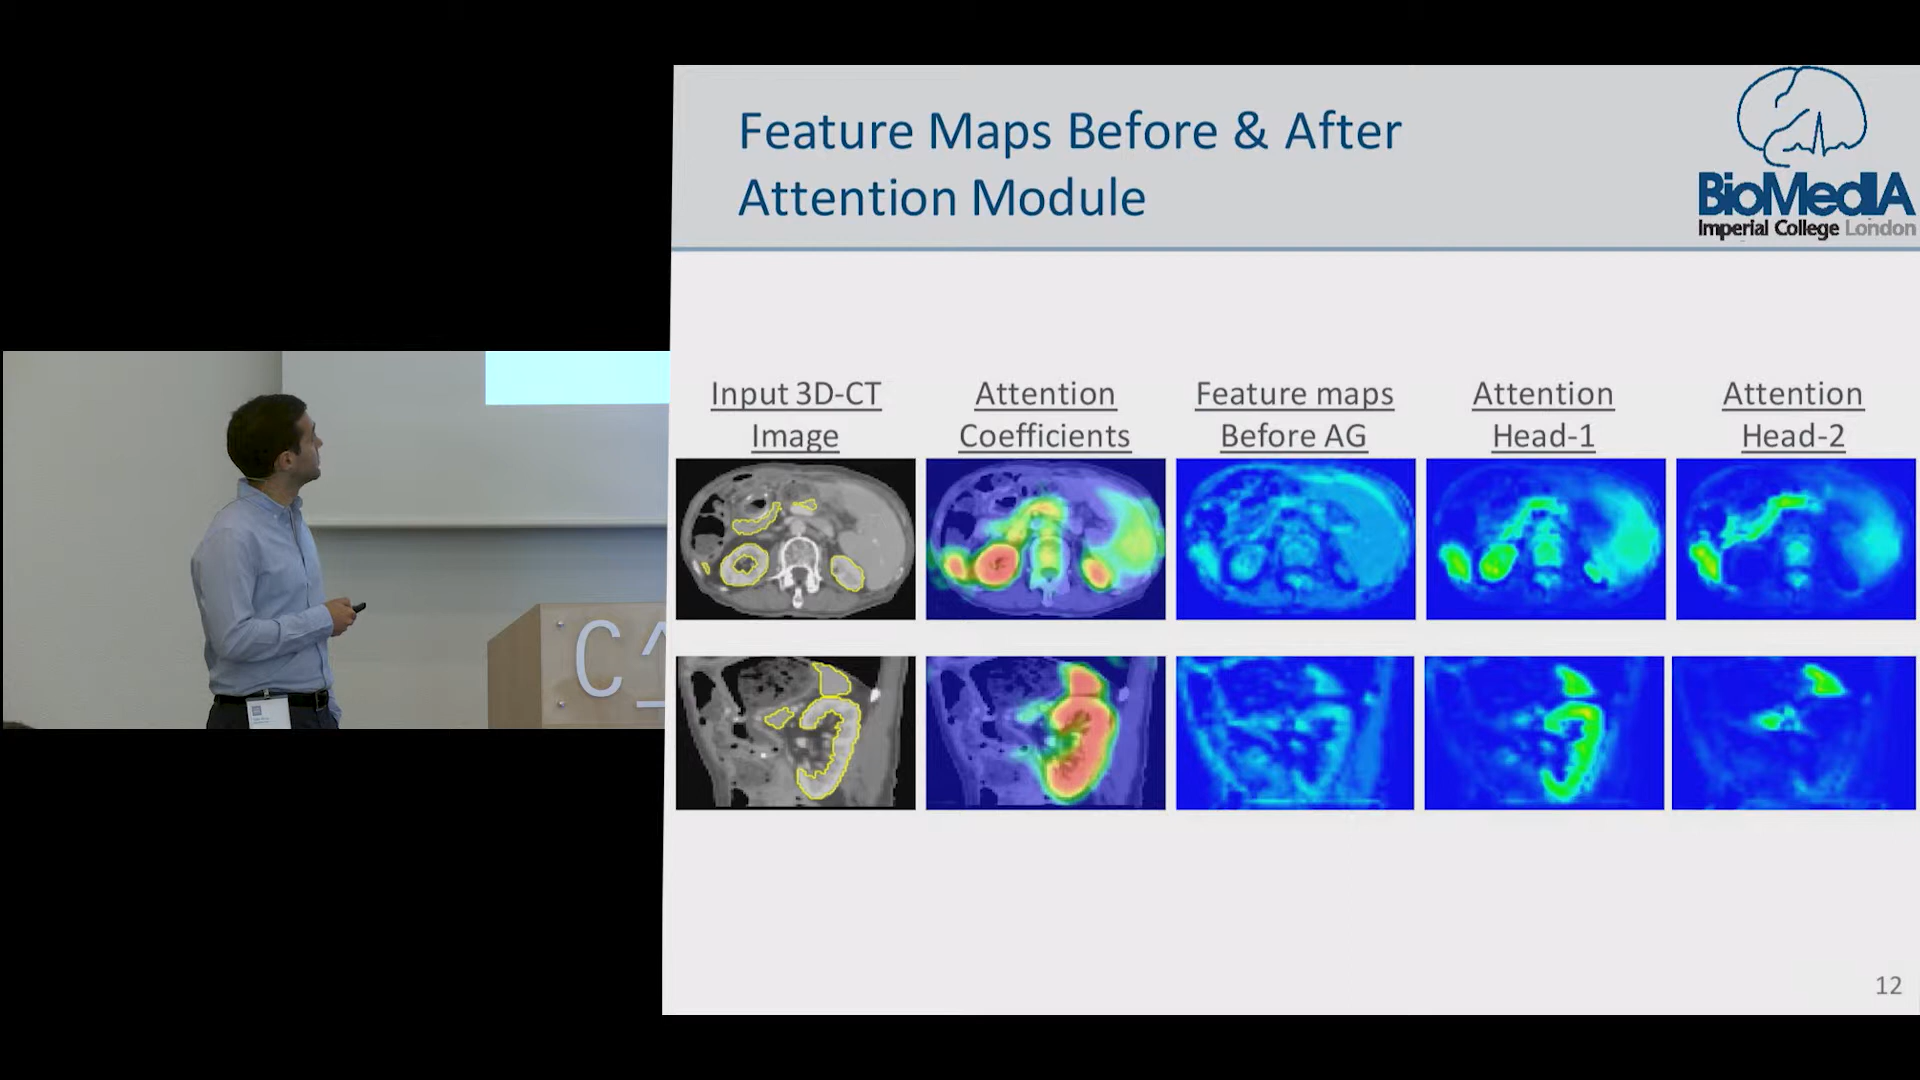 Feature Maps Before & After
Attention Module
BioMedIA
Imperial College London
Input 3D-CT
Image
Attention
Coefficients
Feature maps
Before AG
Attention
Head-1
Attention
Head-2
12